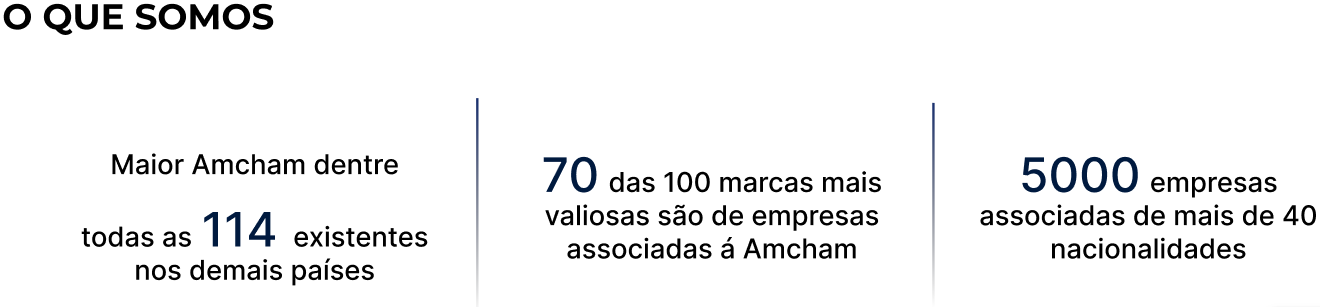 O QUE SOMOS
Maior Amcham dentre
todas as 114 existentes
nos demais países
70 das 100 marcas mais
valiosas são de empresas
associadas á Amcham
5000 empresas
associadas de mais de 40
nacionalidades